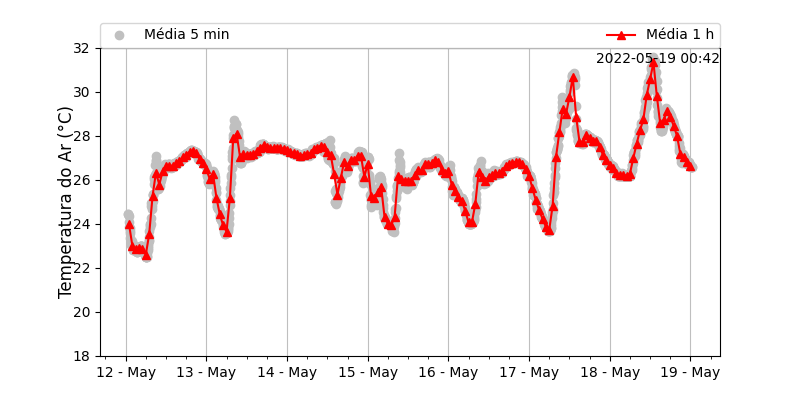 Média 5 min
Média 1 h
2022-05-19 00:42
Temperatura do Ar (°C)
32
30
28
26
24
22
20
18
12 - May
13 - May
14 - May
15 - May
16 - May
17 - May
18 - May
19 - May